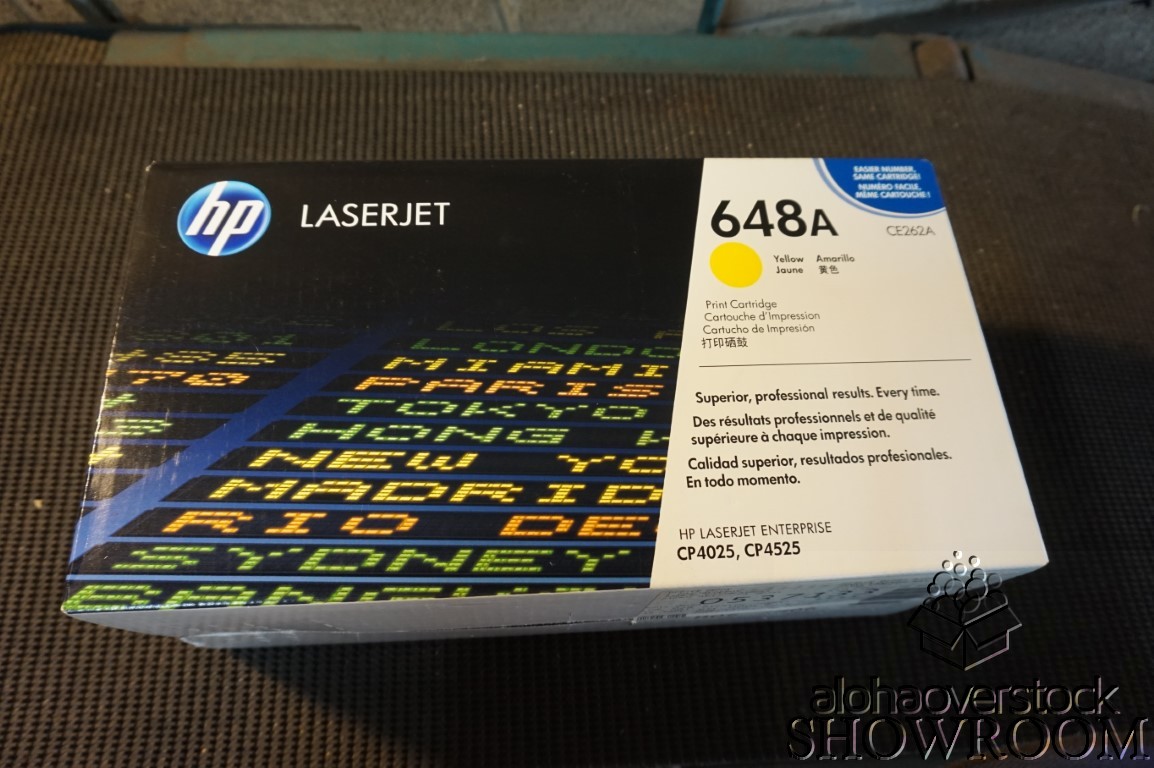 hp LASERJET
648A
CE262A
EASIER NUMBER,
SAME CARTRIDGE!
NUMÉRO FACILE,
MÊME CARTOUCHE!
Yellow Amarillo
Jaune 黄色
Print Cartridge
Cartouche d'Impression
Cartucho de Impresión
打印硒鼓
Superior, professional results. Every time.
Des résultats professionnels et de qualité
supérieure à chaque impression.
Calidad superior, resultados profesionales.
En todo momento.
HP LASERJET ENTERPRISE
CP4025, CP4525
LONDO
MIAMI
TO PARIS
TOKYO
HONG K
NEW YO
MADRID
RIO DE
SYDNEY
alohaoverstock
SHOWROOM